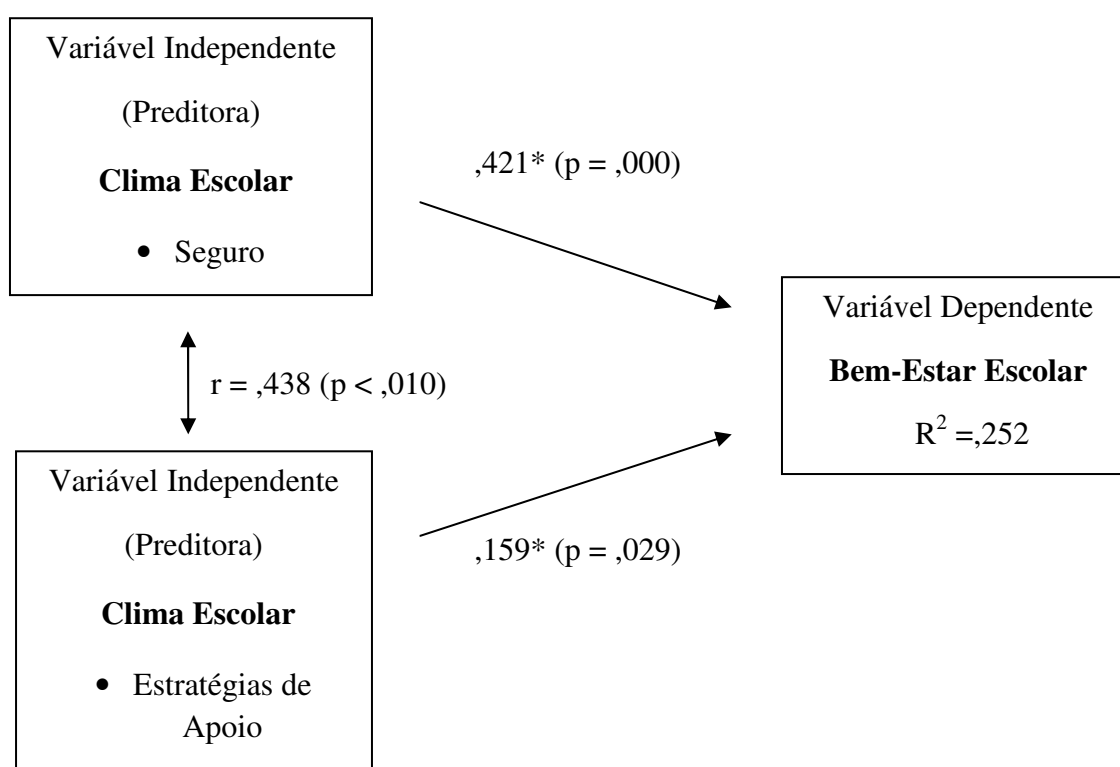 Variável Independente
(Preditora)
Clima Escolar
• Seguro
,421* (p = ,000)
r = ,438 (p < ,010)
Variável Dependente
Bem-Estar Escolar
R² =,252
Variável Independente
(Preditora)
Clima Escolar
• Estratégias de
Apoio
,159* (p = ,029)